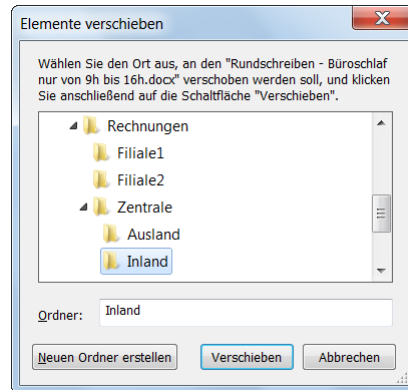 Elemente verschieben
Wählen Sie den Ort aus, an den "Rundschreiben - Büroschlaf
nur von 9h bis 16h.docx" verschoben werden soll, und klicken
Sie anschließend auf die Schaltfläche "Verschieben".
Rechnungen
Filiale1
Filiale2
Zentrale
Ausland
Inland
Ordner: Inland
Neuen Ordner erstellen Verschieben Abbrechen